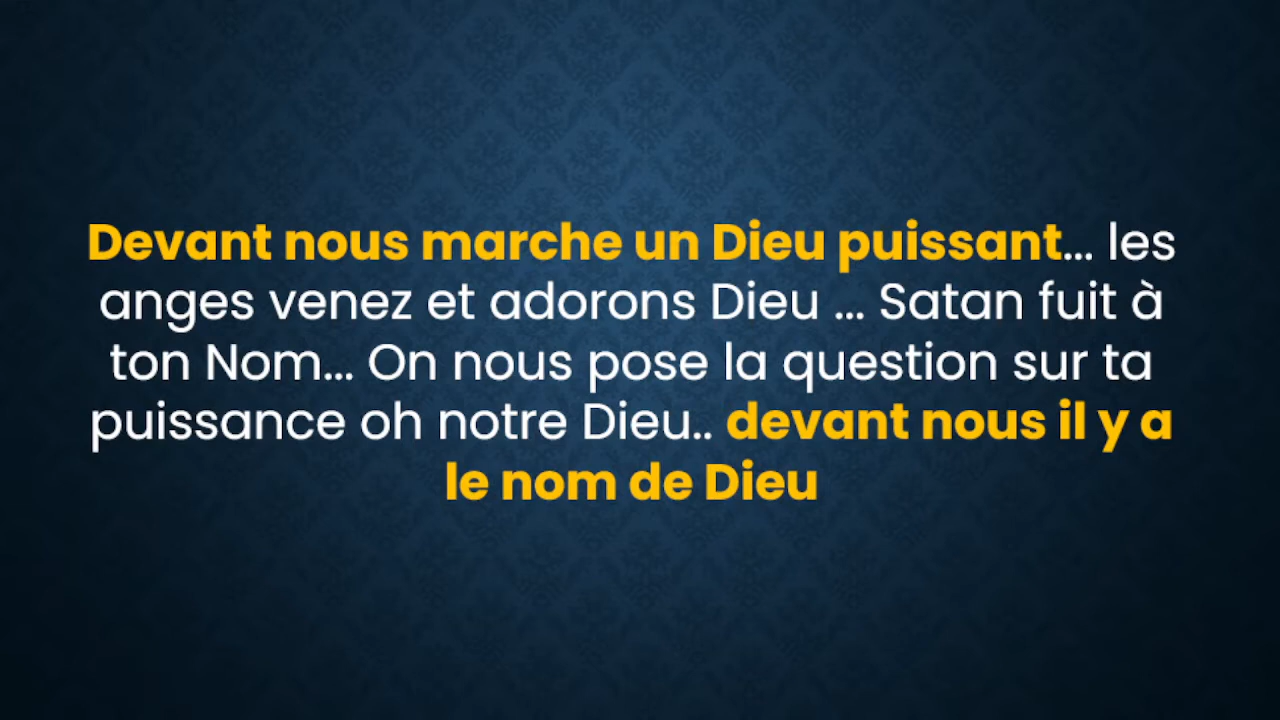 Devant nous marche un Dieu puissant... les
anges venez et adorons Dieu ... Satan fuit à
ton Nom... On nous pose la question sur ta
puissance oh notre Dieu.. devant nous il y a
le nom de Dieu